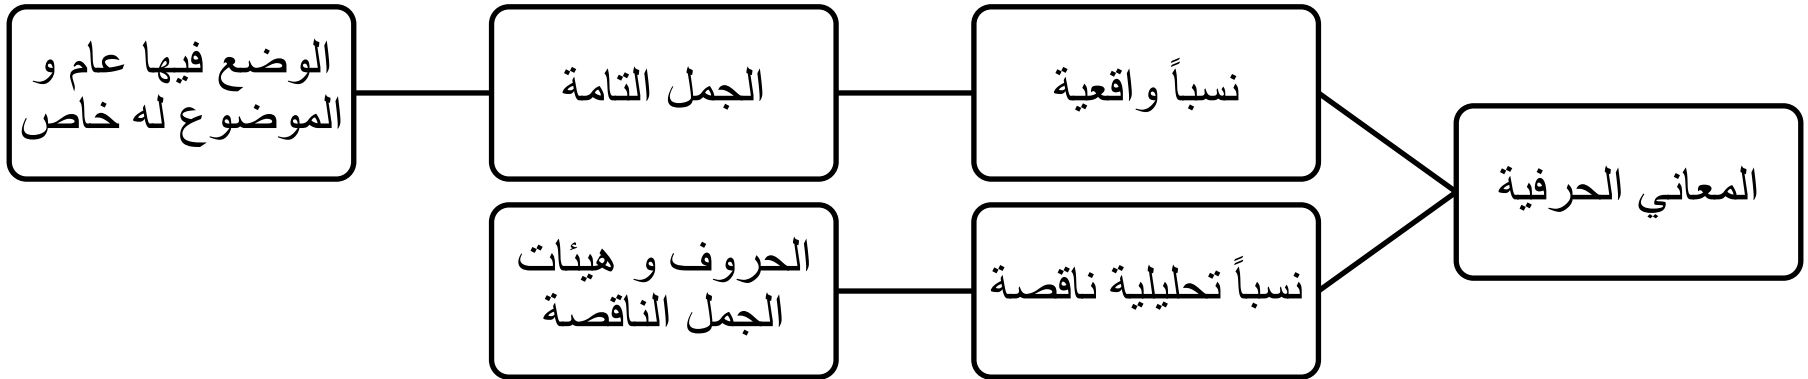 المعاني الحرفية
نسباً واقعية
الجمل التامة
الوضع فيها عام و
الموضوع له خاص
نسباً تحليلية ناقصة
الحروف و هيئات
الجمل الناقصة